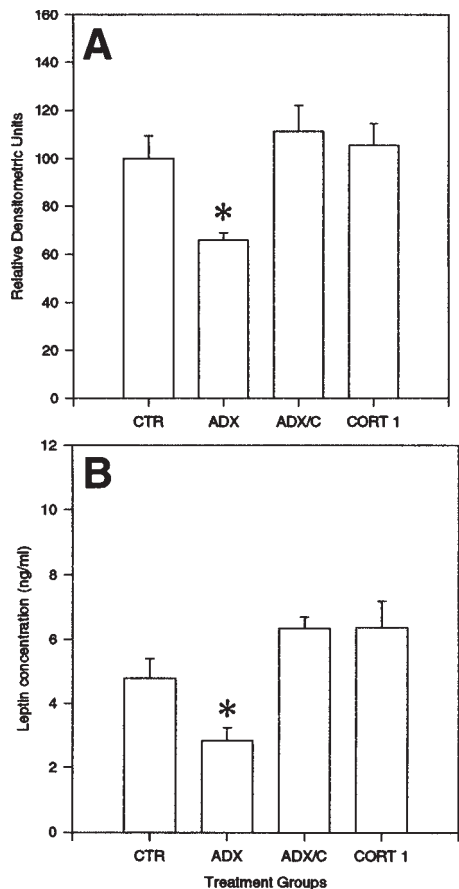 A
160
140
120
100
80
60
40
20
0
Relative Densitometric Units
*
CTR ADX ADX/C CORT 1
B
12
10
8
6
4
2
0
Leptin concentration (ng/ml)
*
CTR ADX ADX/C CORT 1
Treatment Groups